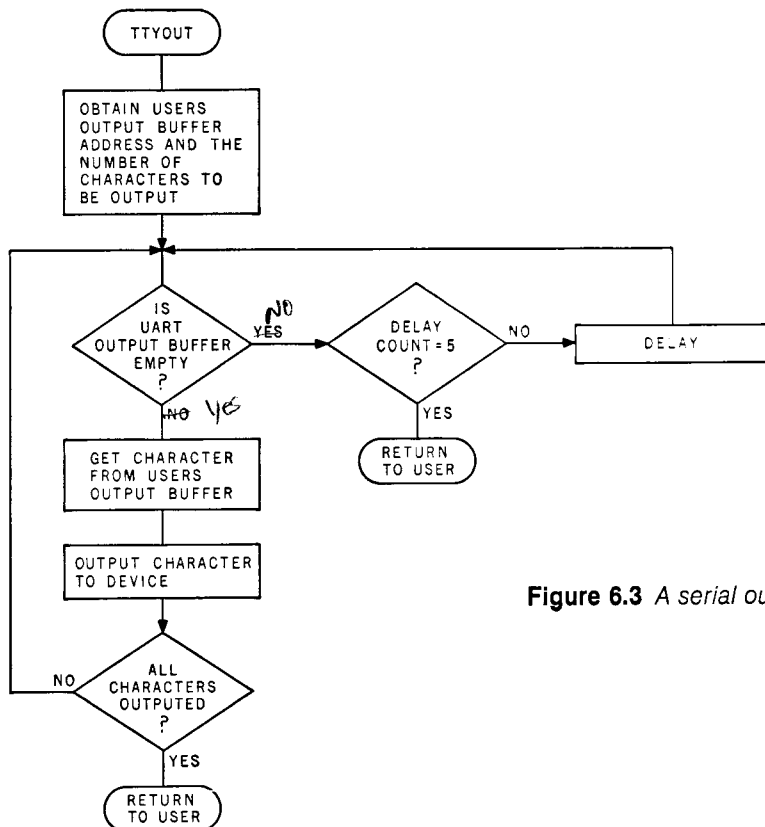 TTYOUT
OBTAIN USERS
OUTPUT BUFFER
ADDRESS AND THE
NUMBER OF
CHARACTERS TO
BE OUTPUT
IS
UART
OUTPUT BUFFER
EMPTY
?
YES
NO
DELAY
COUNT = 5
?
NO
DELAY
YES
RETURN
TO USER
NO
Yes
GET CHARACTER
FROM USERS
OUTPUT BUFFER
OUTPUT CHARACTER
TO DEVICE
Figure 6.3 A serial ou
ALL
CHARACTERS
OUTPUTED
?
NO
YES
RETURN
TO USER